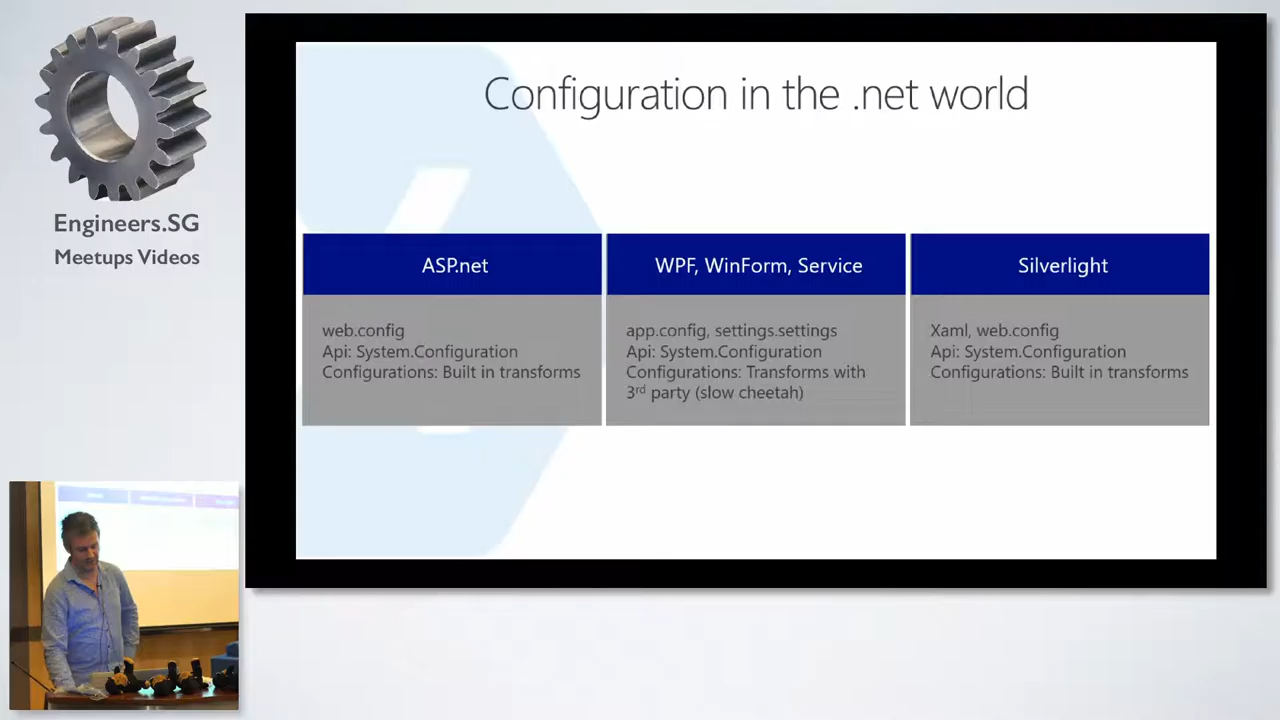 Engineers.SG
Meetups Videos
Configuration in the .net world
ASP.net
web.config
Api: System.Configuration
Configurations: Built in transforms
WPF, WinForm, Service
app.config, settings.settings
Api: System.Configuration
Configurations: Transforms with
3rd party (slow cheetah)
Silverlight
Xaml, web.config
Api: System.Configuration
Configurations: Built in transforms